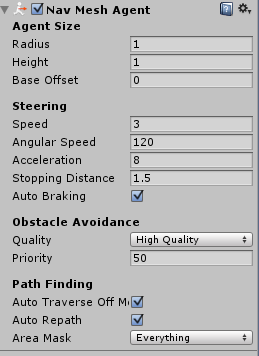 Nav Mesh Agent
Agent Size
Radius 1
Height 1
Base Offset 0
Steering
Speed 3
Angular Speed 120
Acceleration 8
Stopping Distance 1.5
Auto Braking
Obstacle Avoidance
Quality High Quality
Priority 50
Path Finding
Auto Traverse Off M
Auto Repath
Area Mask Everything